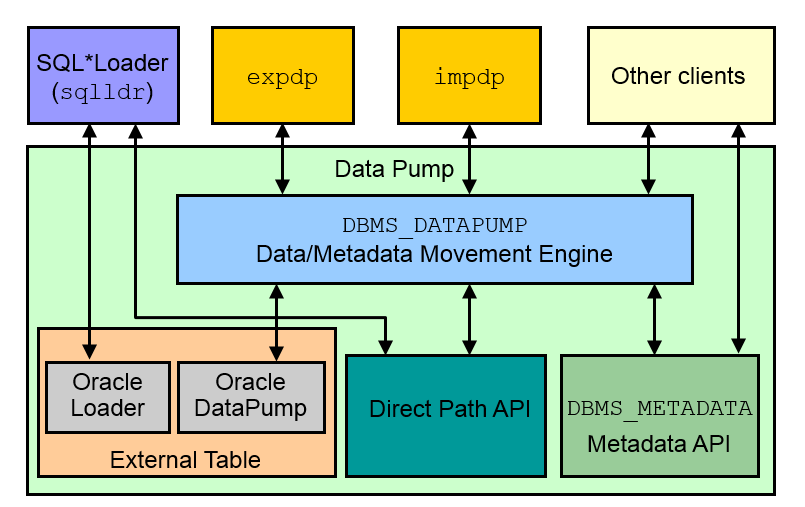 SQL*Loader
(sqlldr)
expdp
impdp
Other clients
Data Pump
DBMS_DATAPUMP
Data/Metadata Movement Engine
Oracle
Loader
Oracle
DataPump
External Table
Direct Path API
DBMS_METADATA
Metadata API